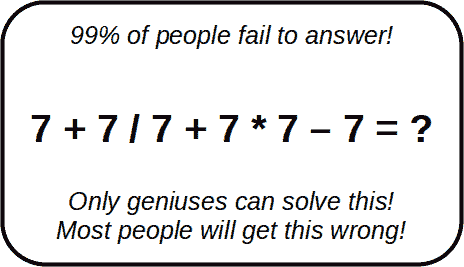 99% of people fail to answer!
7 + 7 / 7 + 7 * 7 – 7 = ?
Only geniuses can solve this!
Most people will get this wrong!